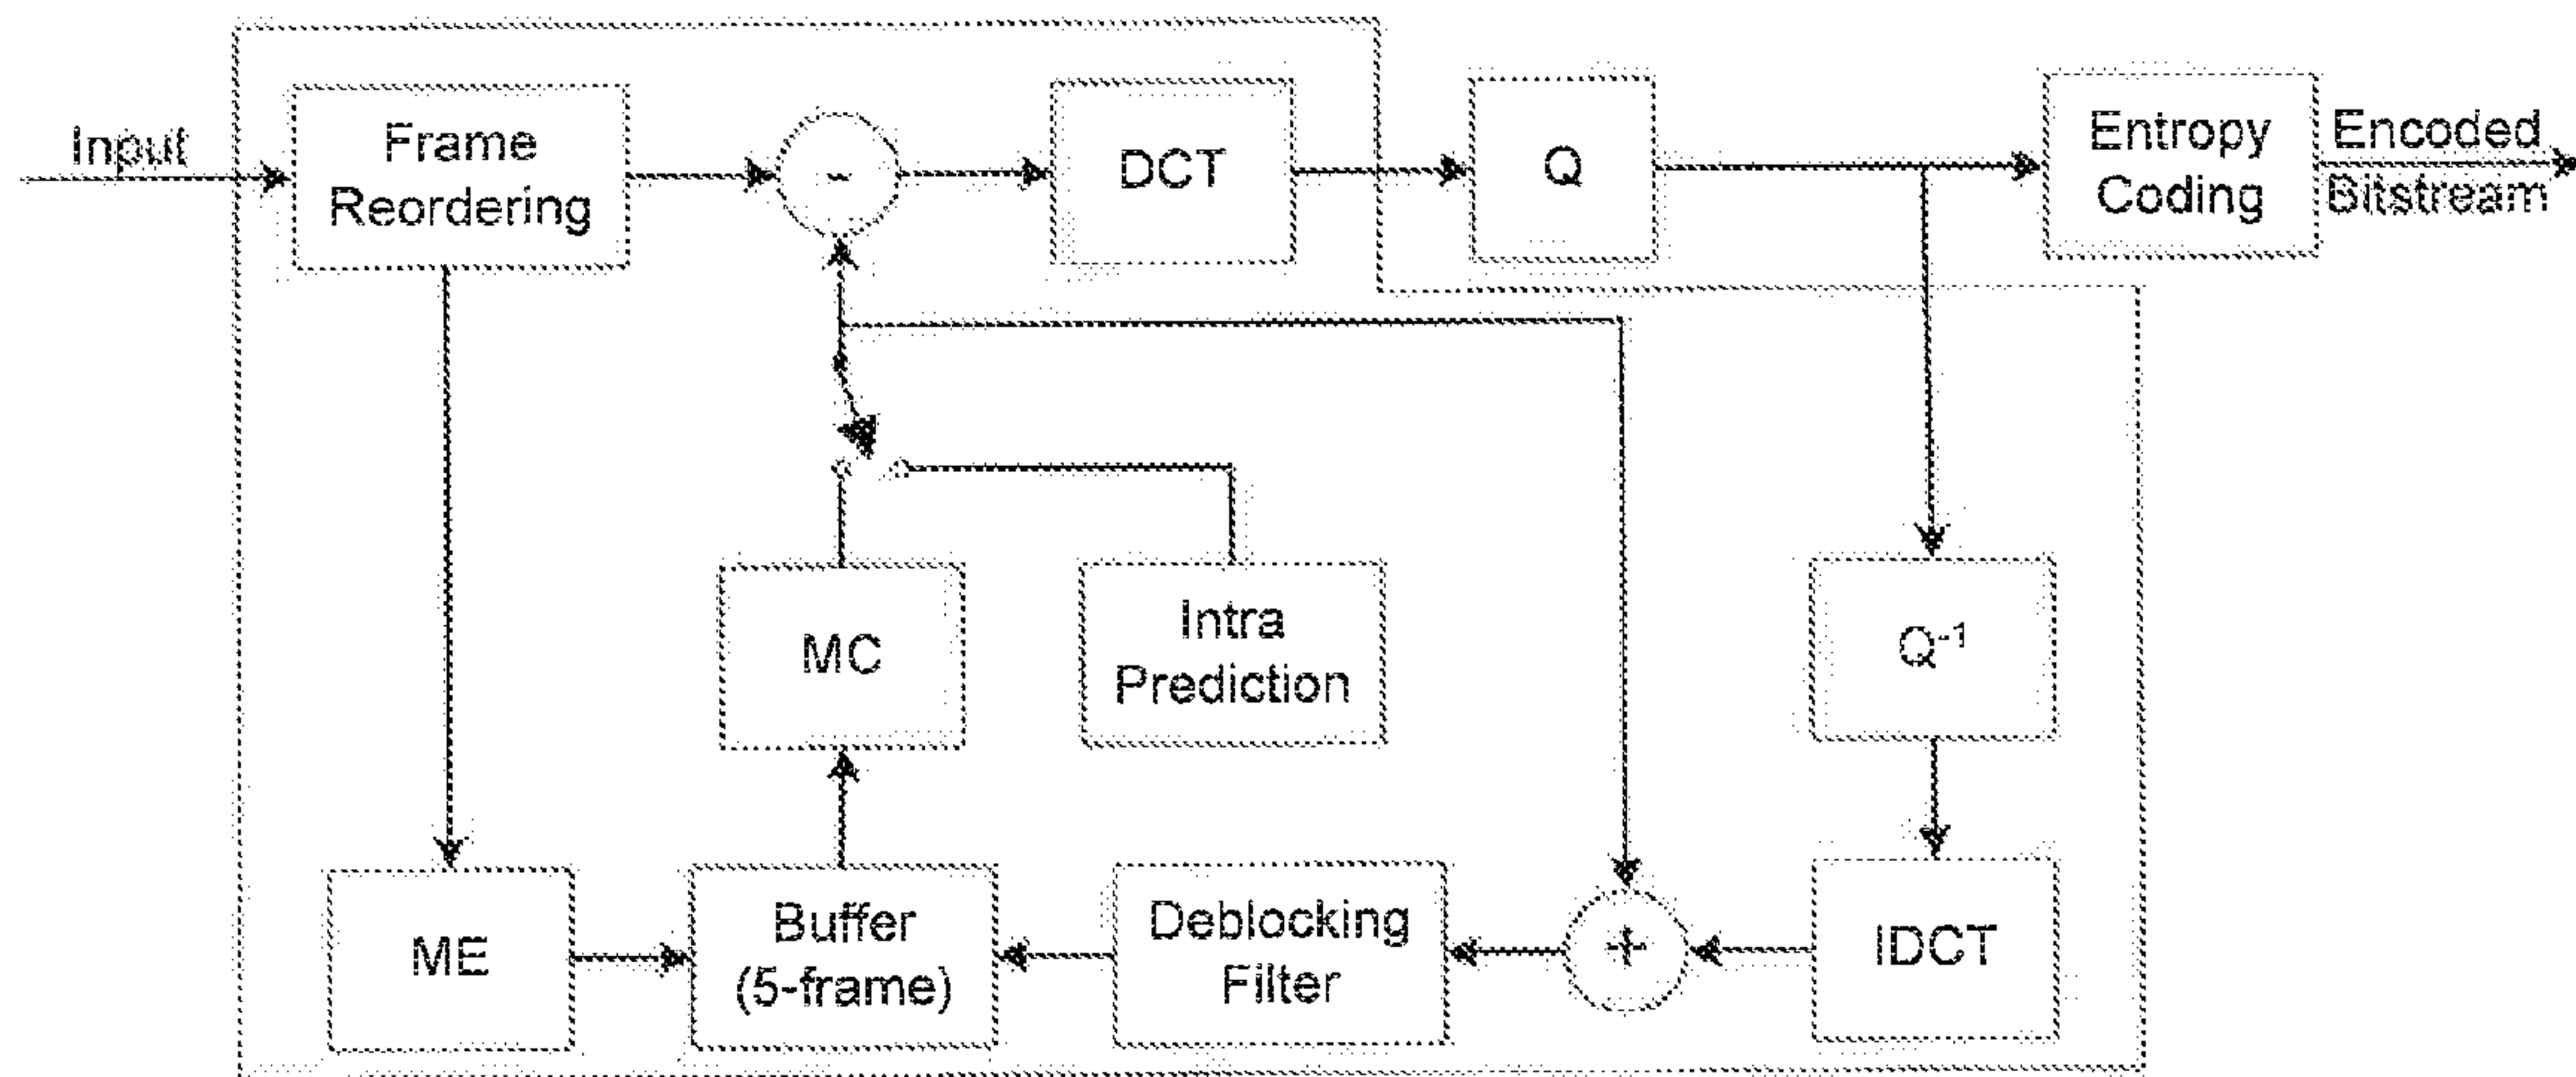 Input
Frame
Reordering
-
DCT
Q
Entropy
Coding
Encoded
Bitstream
MC
Intra
Prediction
Q-1
ME
Buffer
(5-frame)
Deblocking
Filter
+
IDCT